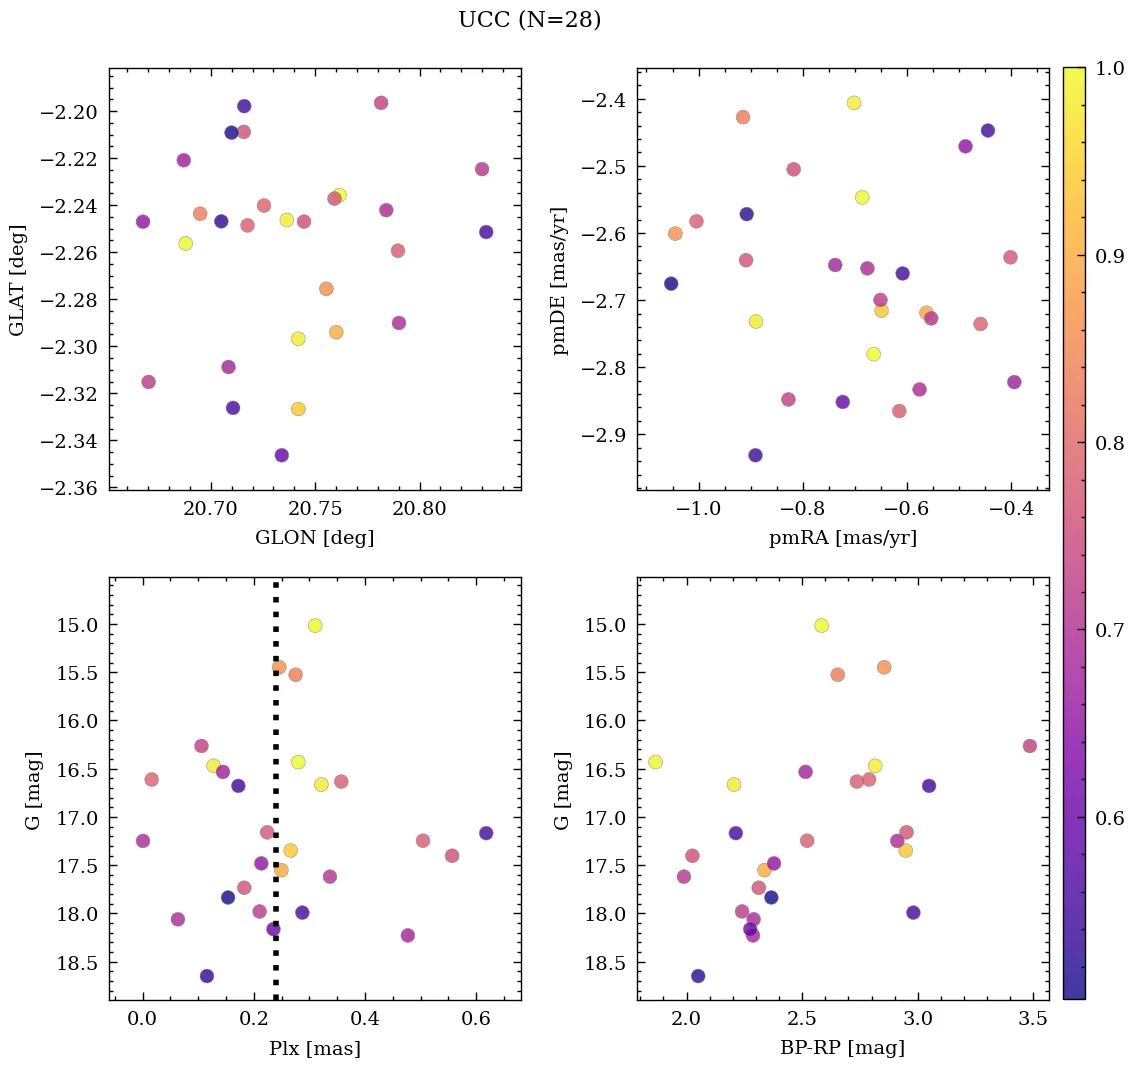 UCC (N=28)
−2.20
−2.22
−2.24
−2.26
−2.28
−2.30
−2.32
−2.34
−2.36
GLAT [deg]
20.70 20.75 20.80
GLON [deg]
−2.4
−2.5
−2.6
−2.7
−2.8
−2.9
pmDE [mas/yr]
−1.0 −0.8 −0.6 −0.4
pmRA [mas/yr]
15.0
15.5
16.0
16.5
17.0
17.5
18.0
18.5
G [mag]
0.0 0.2 0.4 0.6
Plx [mas]
15.0
15.5
16.0
16.5
17.0
17.5
18.0
18.5
G [mag]
2.0 2.5 3.0 3.5
BP-RP [mag]
1.0
0.9
0.8
0.7
0.6